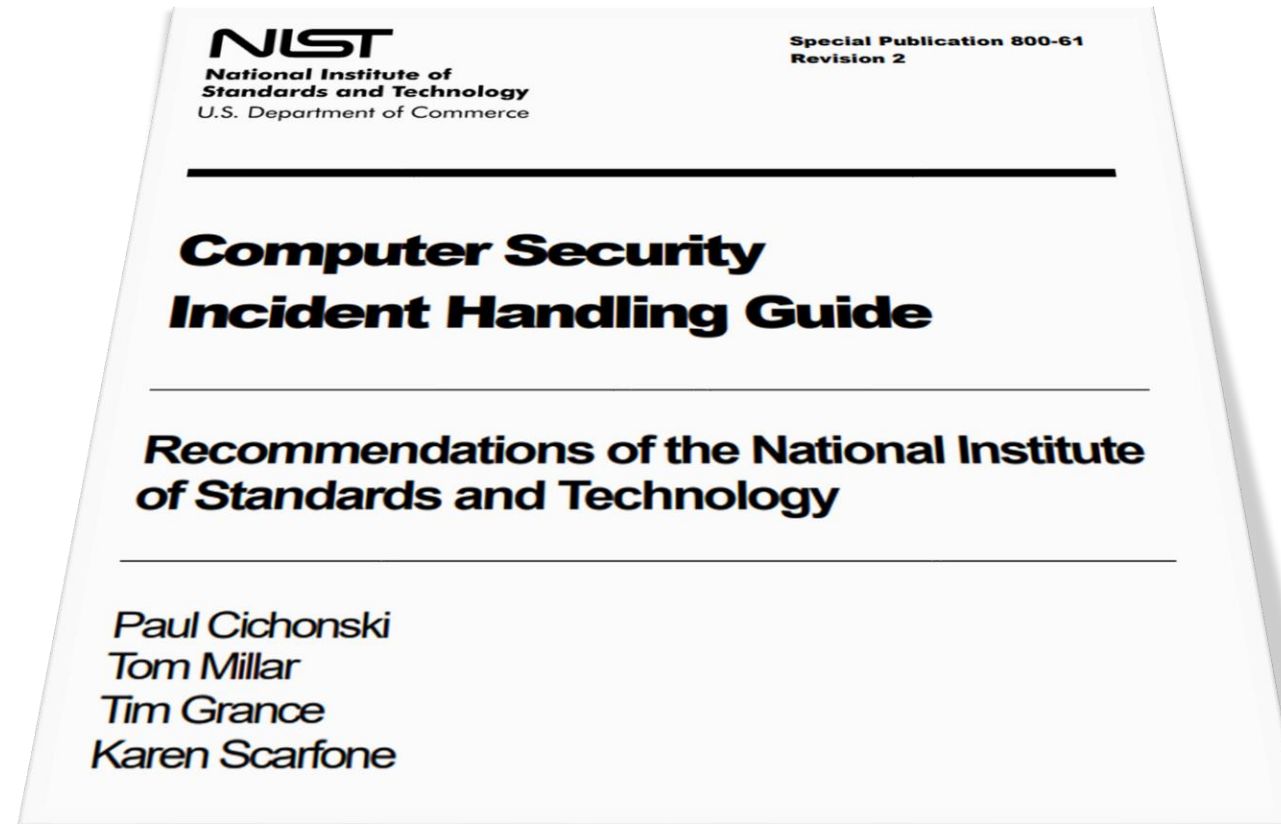 NIST
National Institute of
Standards and Technology
U.S. Department of Commerce
Special Publication 800-61
Revision 2
Computer Security
Incident Handling Guide
Recommendations of the National Institute
of Standards and Technology
Paul Cichonski
Tom Millar
Tim Grance
Karen Scarfone